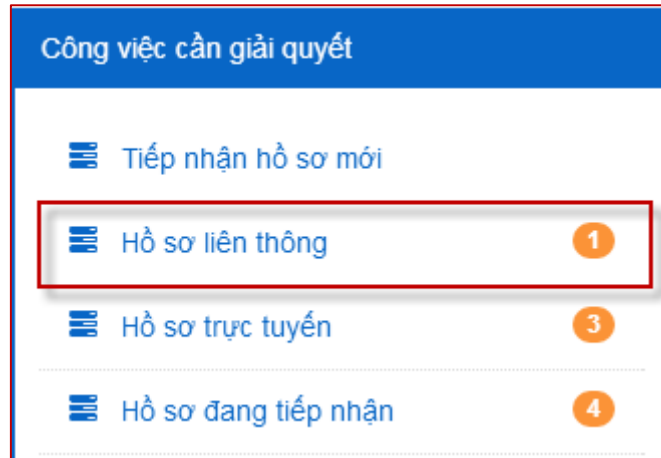 Công việc cần giải quyết
Tiếp nhận hồ sơ mới
Hồ sơ liên thông 1
Hồ sơ trực tuyến 3
Hồ sơ đang tiếp nhận 4